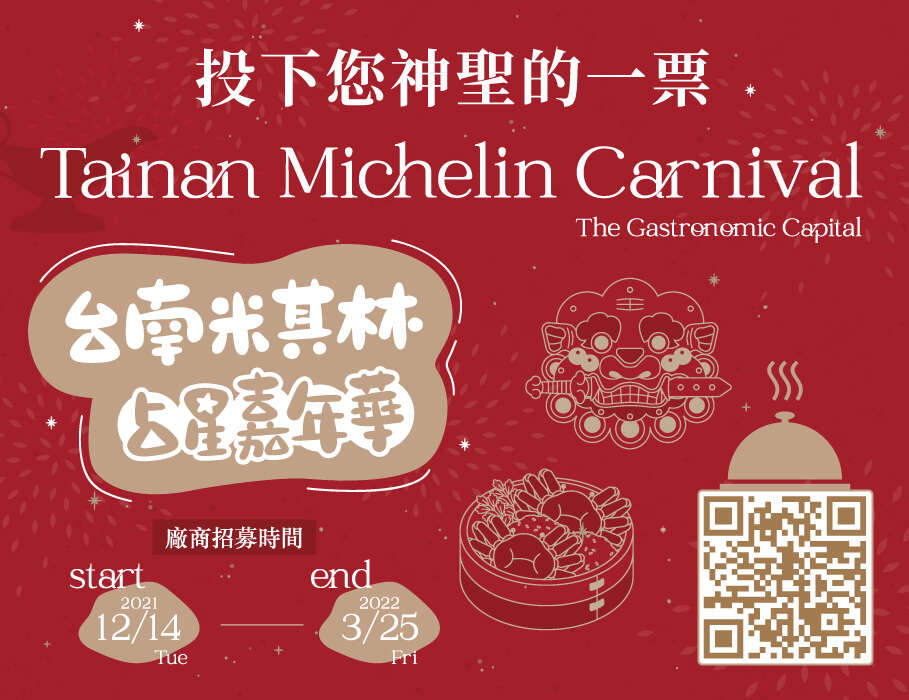 投下您神聖的一票
Tainan Michelin Carnival
The Gastronomic Capital
台南米其林
占星嘉年華
廠商招募時間
start
2021
12/14
Tue
end
2022
3/25
Fri